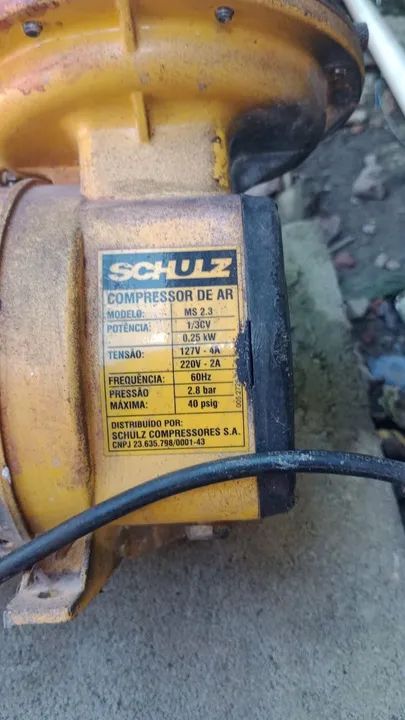 SCHULZ
COMPRESSOR DE AR
MODELO: MS 2.3
POTÊNCIA: 1/3CV
0,25 kW
TENSÃO: 127V - 4A
220V - 2A
FREQUÊNCIA: 60Hz
PRESSÃO 2.8 bar
MÁXIMA: 40 psig
DISTRIBUÍDO POR:
SCHULZ COMPRESSORES S.A.
CNPJ 23.635.798/0001-43